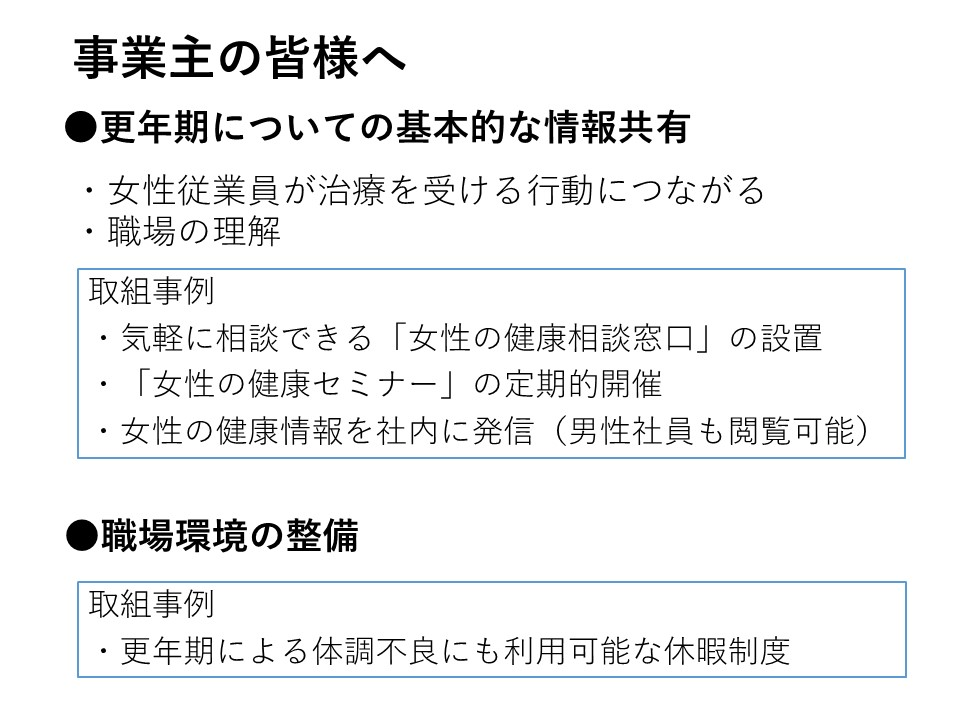 事業主の皆様へ
●更年期についての基本的な情報共有
・女性従業員が治療を受ける行動につながる
・職場の理解
取組事例
・気軽に相談できる「女性の健康相談窓口」の設置
・「女性の健康セミナー」の定期的開催
・女性の健康情報を社内に発信（男性社員も閲覧可能）
●職場環境の整備
取組事例
・更年期による体調不良にも利用可能な休暇制度